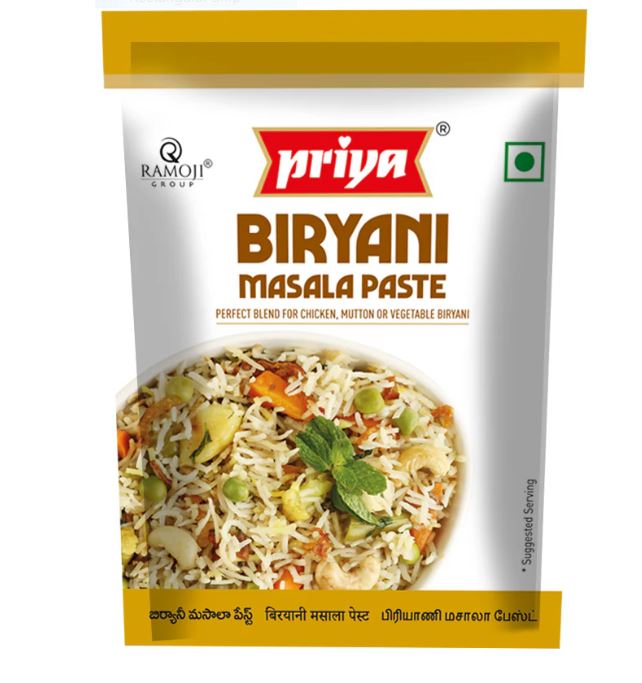 priya®
RAMOJI®
GROUP
BIRYANI
MASALA PASTE
PERFECT BLEND FOR CHICKEN, MUTTON OR VEGETABLE BIRYANI
* Suggested Serving
బిర్యానీ మసాలా పేస్ట్ बिरयानी मसाला पेस्ट பிரியாணி மசாலா பேஸ்ட்